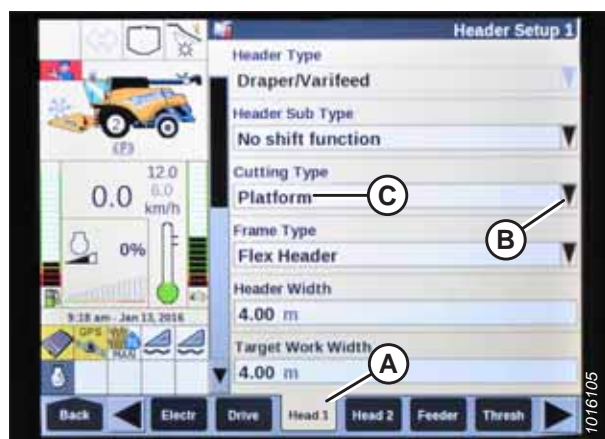 Header Setup 1
Header Type
Draper/Varifeed
Header Sub Type
No shift function
Cutting Type
Platform
C
B
Frame Type
Flex Header
Header Width
4.00 m
Target Work Width
4.00 m
A
2
(P)
12.0
0.0 6.0
km/h
0%
9:18 am - Jan 13, 2016
GPS
MAN
Back Electr Drive Head 1 Head 2 Feeder Thresh
1016105